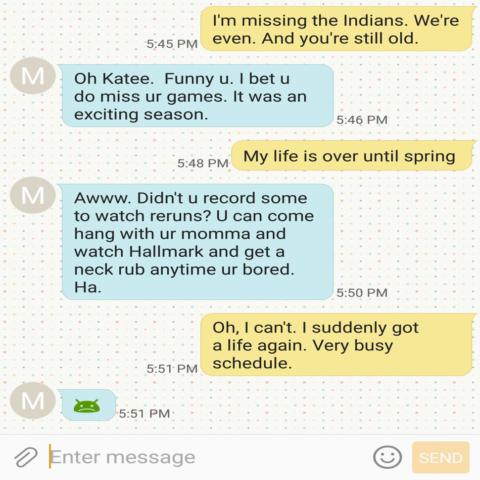 I'm missing the Indians. We're
even. And you're still old.
5:45 PM
M
Oh Katee. Funny u. I bet u
do miss ur games. It was an
exciting season.
5:46 PM
My life is over until spring
5:48 PM
M
Awww. Didn't u record some
to watch reruns? U can come
hang with ur momma and
watch Hallmark and get a
neck rub anytime ur bored.
Ha.
5:50 PM
Oh, I can't. I suddenly got
a life again. Very busy
schedule.
5:51 PM
M
5:51 PM
Enter message
SEND